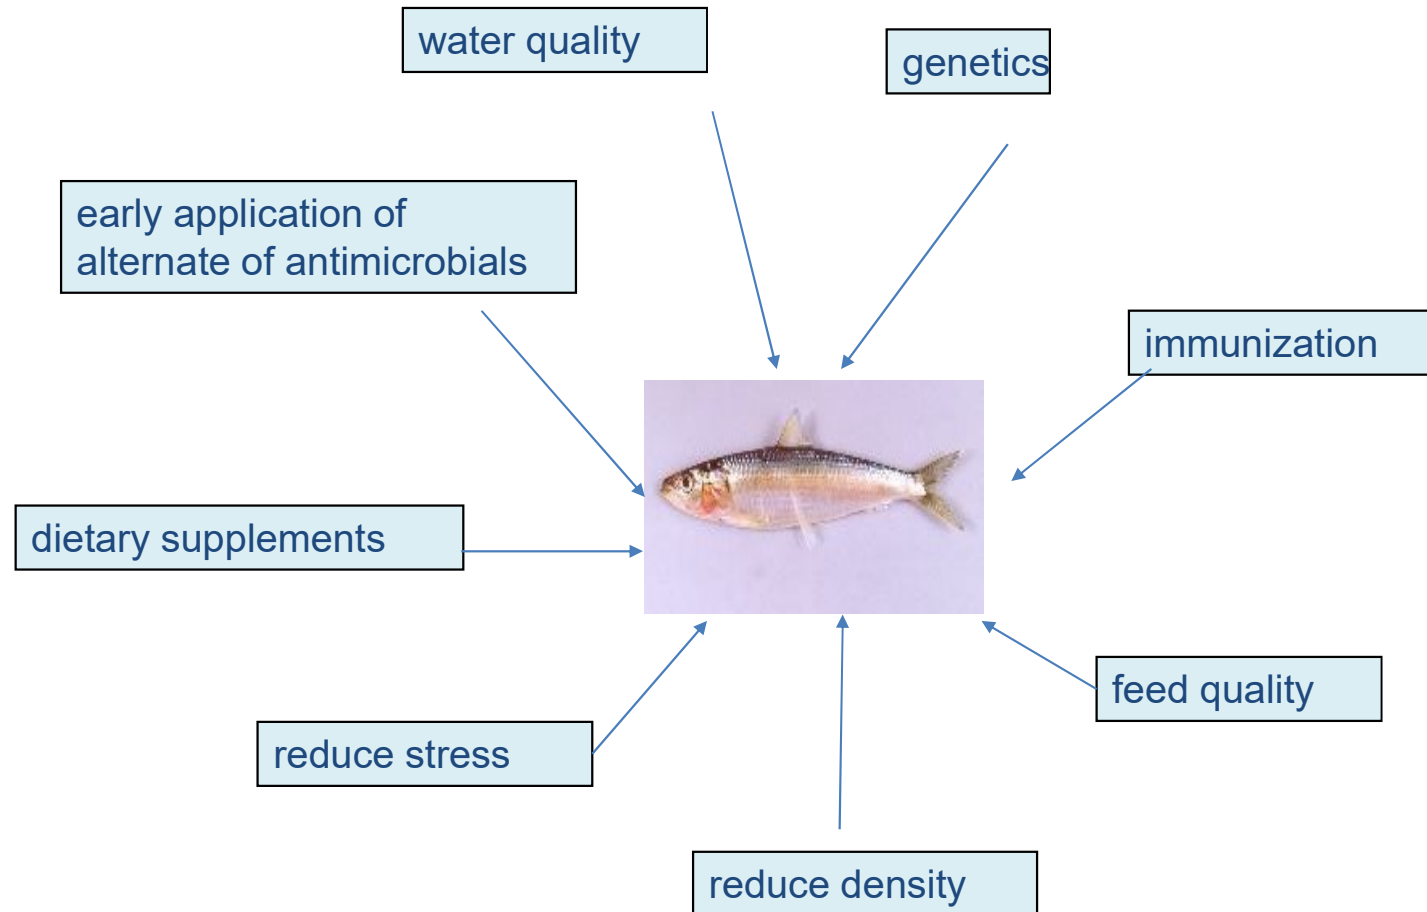 water quality
genetics
early application of
alternate of antimicrobials
immunization
dietary supplements
feed quality
reduce stress
reduce density